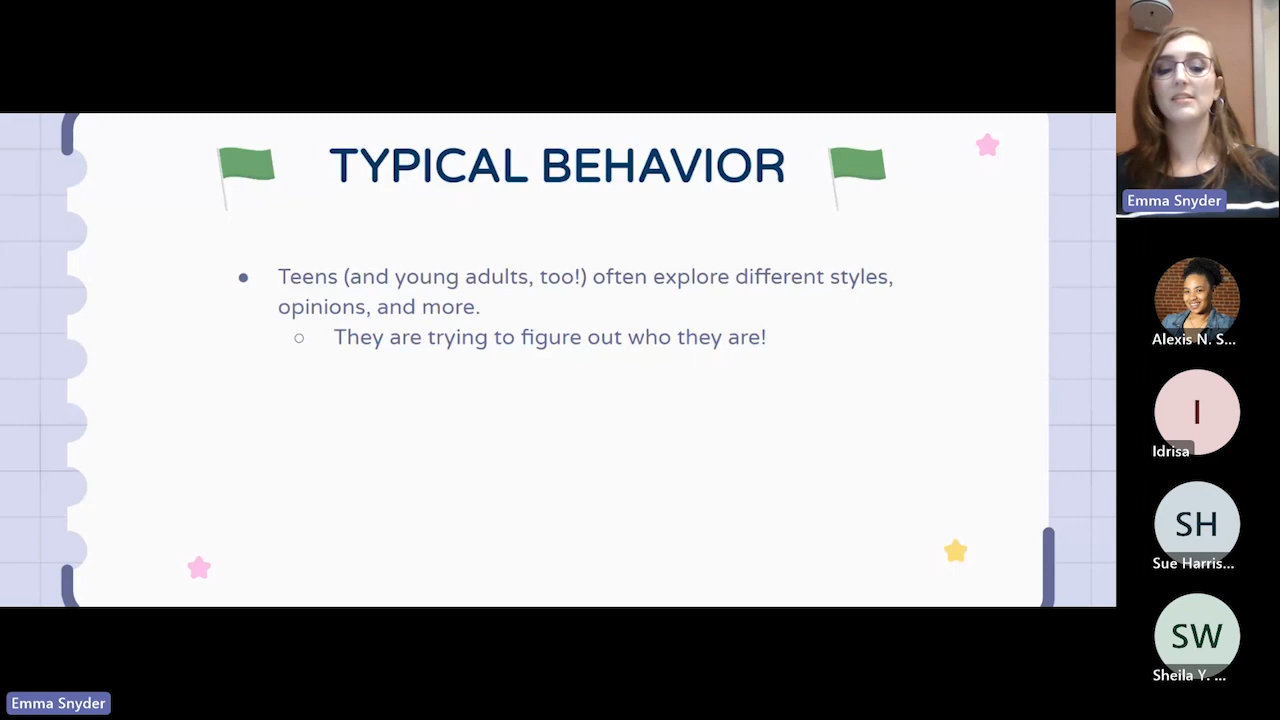 TYPICAL BEHAVIOR
● Teens (and young adults, too!) often explore different styles,
opinions, and more.
○ They are trying to figure out who they are!
Emma Snyder
Alexis N. S...
I
Idrisa
SH
Sue Harris...
SW
Sheila Y. ...
Emma Snyder